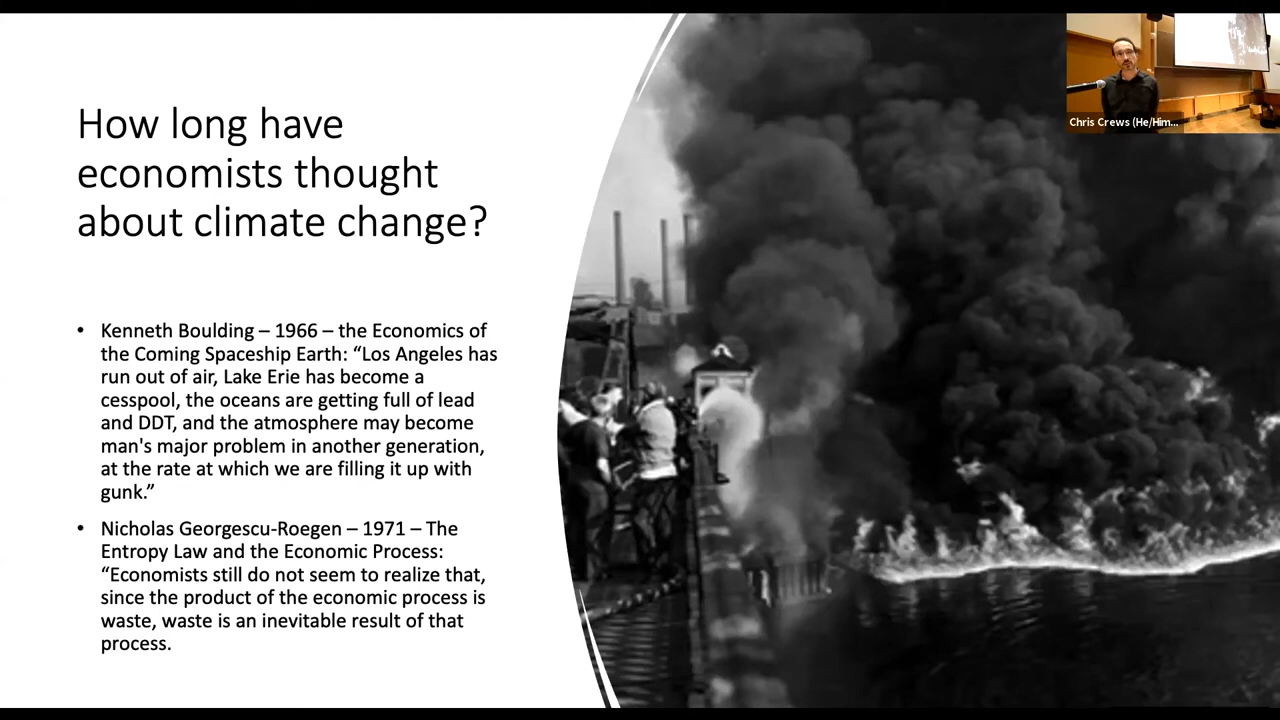 How long have
economists thought
about climate change?
• Kenneth Boulding – 1966 – the Economics of
the Coming Spaceship Earth: “Los Angeles has
run out of air, Lake Erie has become a
cesspool, the oceans are getting full of lead
and DDT, and the atmosphere may become
man's major problem in another generation,
at the rate at which we are filling it up with
gunk.”
• Nicholas Georgescu-Roegen – 1971 – The
Entropy Law and the Economic Process:
“Economists still do not seem to realize that,
since the product of the economic process is
waste, waste is an inevitable result of that
process.
Chris Crews (He/Him...